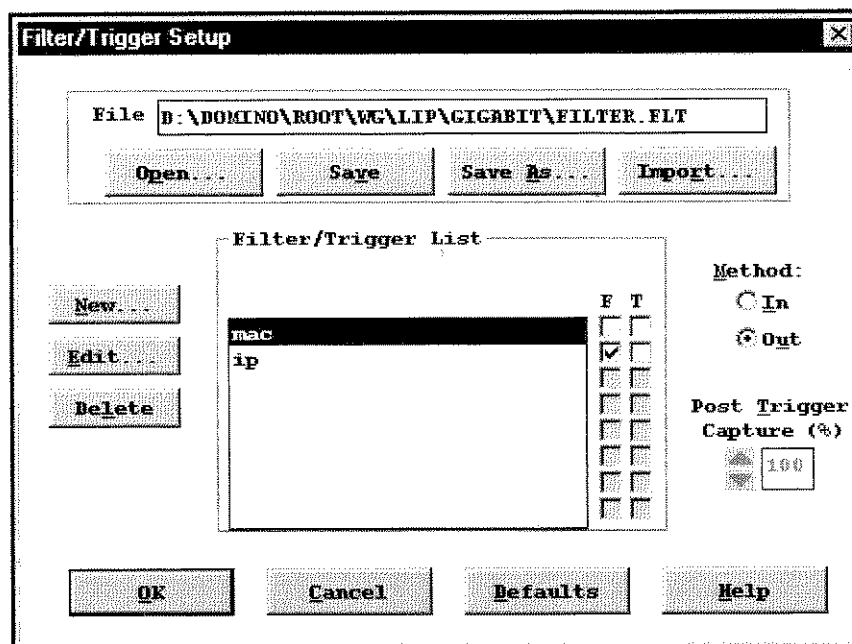 Filter/Trigger Setup
File D:\DOMINO\ROOT\WG\LIP\GIGABIT\FILTER.FLT
Open... Save Save As... Import...
Filter/Trigger List
New...
Edit...
Delete
F T
mac
ip
Method:
In
Out
Post Trigger
Capture (%)
100
OK Cancel Defaults Help